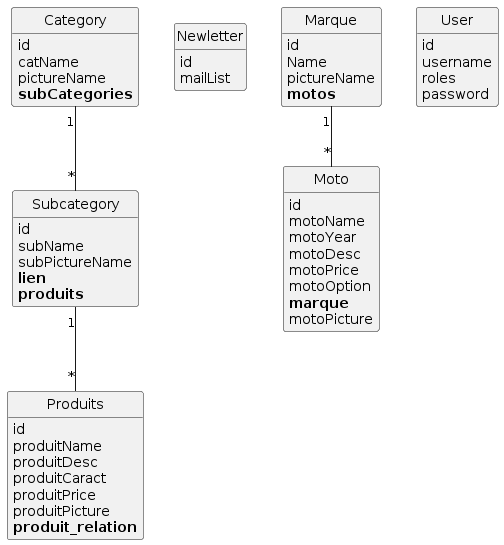 Category
id
catName
pictureName
subCategories
1
*
Subcategory
id
subName
subPictureName
lien
produits
1
*
Produits
id
produitName
produitDesc
produitCaract
produitPrice
produitPicture
produit_relation
Newletter
id
mailList
Marque
id
Name
pictureName
motos
1
*
Moto
id
motoName
motoYear
motoDesc
motoPrice
motoOption
marque
motoPicture
User
id
username
roles
password